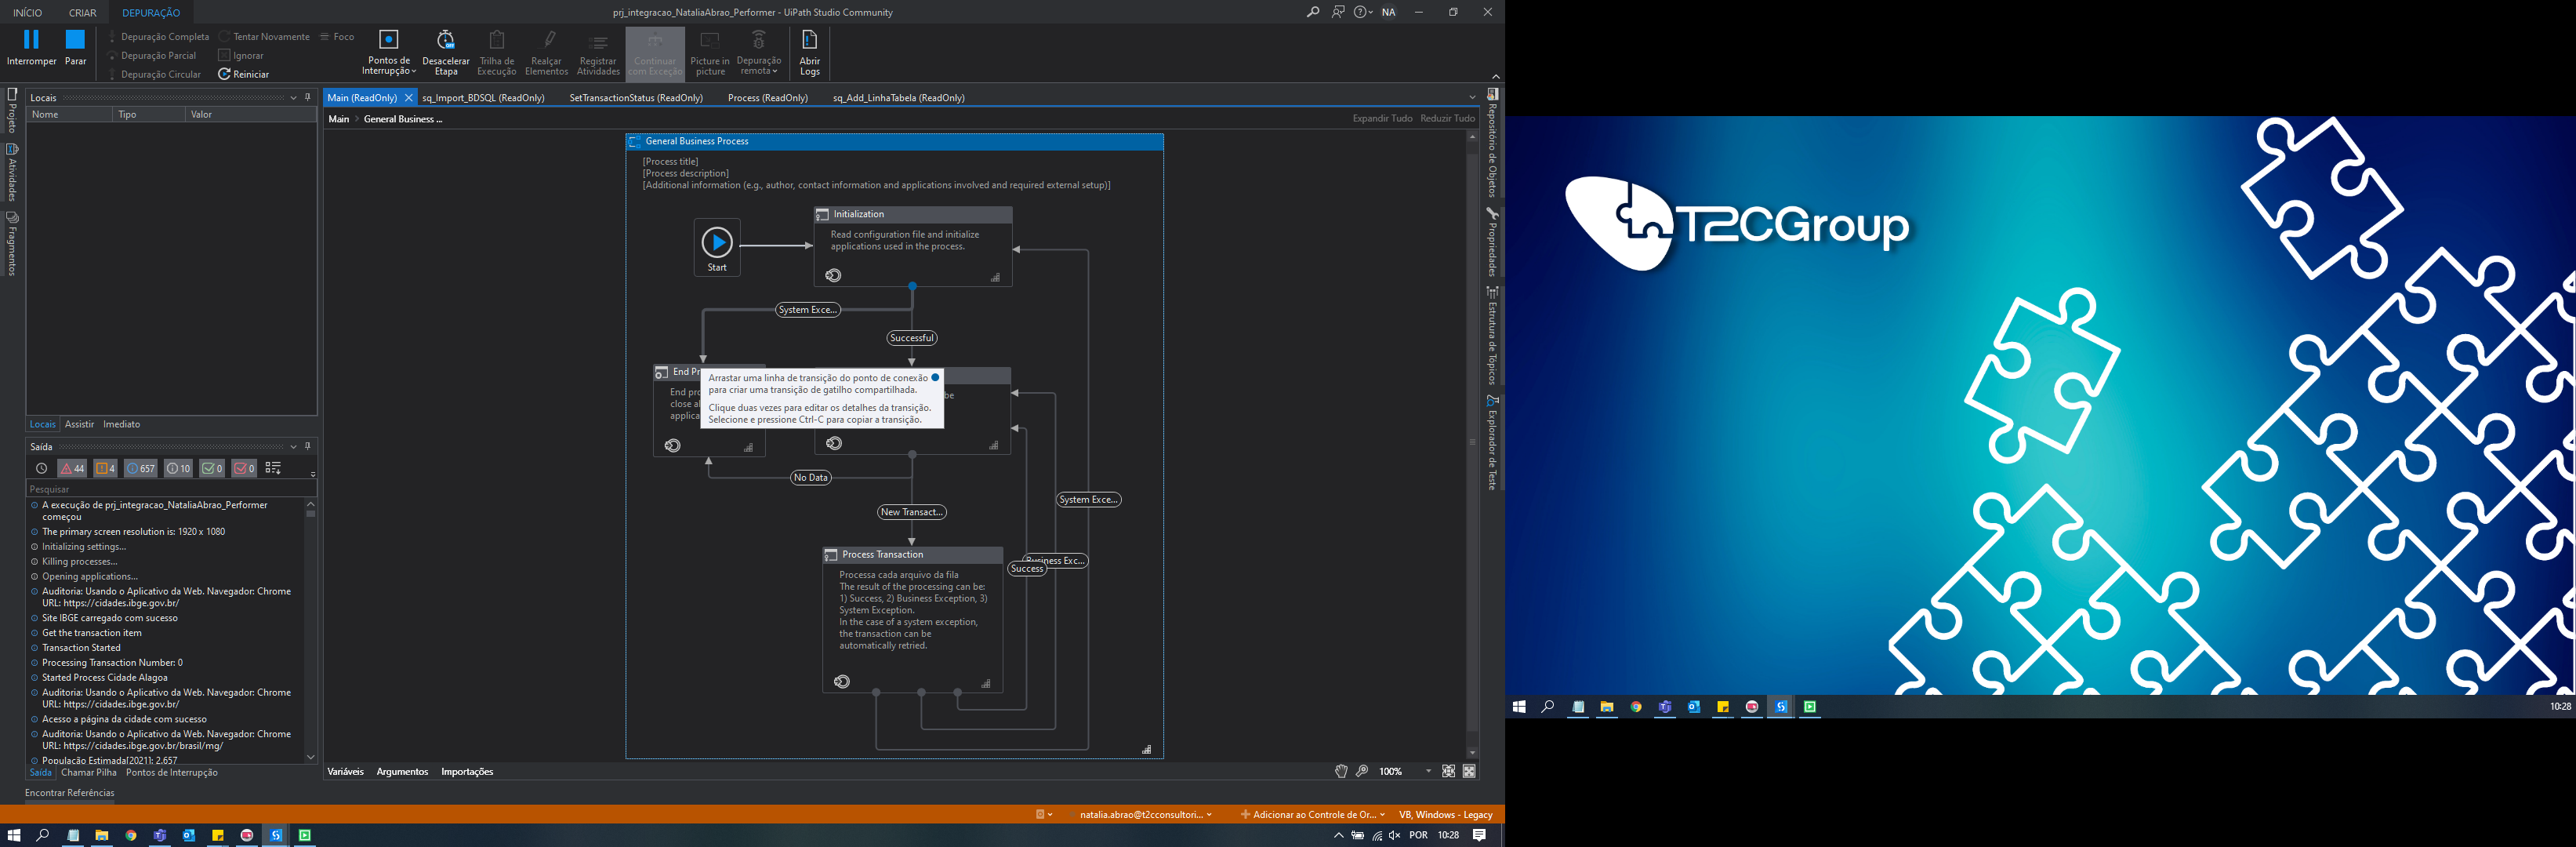 INÍCIO
CRIAR
DEPURAÇÃO
prj_integracao_NataliaAbrao_Performer - UiPath Studio Community
NA
Interromper
Parar
Depuração Completa
Depuração Parcial
Depuração Circular
Tentar Novamente
Ignorar
Reiniciar
Foco
Pontos de
Interrupção
Desacelerar
Etapa
Trilha de
Execução
Realçar
Elementos
Registrar
Atividades
Continuar
com Exceção
Picture in
picture
Depuração
remota
Abrir
Logs
Projeto
Atividades
Fragmentos
Locais
Nome
Tipo
Valor
Locais
Assistir
Imediato
Saída
44
4
657
10
0
0
Pesquisar
A execução de prj_integracao_NataliaAbrao_Performer
começou
The primary screen resolution is: 1920 x 1080
Initializing settings...
Killing processes...
Opening applications...
Auditoria: Usando o Aplicativo da Web. Navegador: Chrome
URL: https://cidades.ibge.gov.br/
Site IBGE carregado com sucesso
Get the transaction item
Transaction Started
Processing Transaction Number: 0
Started Process Cidade Alagoa
Auditoria: Usando o Aplicativo da Web. Navegador: Chrome
URL: https://cidades.ibge.gov.br/
Acesso a página da cidade com sucesso
Auditoria: Usando o Aplicativo da Web. Navegador: Chrome
URL: https://cidades.ibge.gov.br/brasil/mg/
População Estimada[2021]: 2.657
Saída
Chamar Pilha
Pontos de Interrupção
Encontrar Referências
Main (ReadOnly)
sq_Import_BDSQL (ReadOnly)
SetTransactionStatus (ReadOnly)
Process (ReadOnly)
sq_Add_LinhaTabela (ReadOnly)
Main
General Business ...
Expandir Tudo
Reduzir Tudo
General Business Process
[Process title]
[Process description]
[Additional information (e.g., author, contact information and applications involved and required external setup)]
Start
Initialization
Read configuration file and initialize
applications used in the process.
System Exce...
Successful
End Pr
End pro
close al
applicat
be
Arrastar uma linha de transição do ponto de conexão
para criar uma transição de gatilho compartilhada.
Clique duas vezes para editar os detalhes da transição.
Selecione e pressione Ctrl-C para copiar a transição.
No Data
New Transact...
System Exce...
Business Exc...
Success
Process Transaction
Processa cada arquivo da fila
The result of the processing can be:
1) Success, 2) Business Exception, 3)
System Exception.
In the case of a system exception,
the transaction can be
automatically retried.
Variáveis
Argumentos
Importações
100%
Repositório de Objetos
Propriedades
Estrutura de Tópicos
Explorador de Teste
natalia.abrao@t2cconsultori...
Adicionar ao Controle de Or...
VB, Windows - Legacy
POR
10:28
T2CGroup
10:28